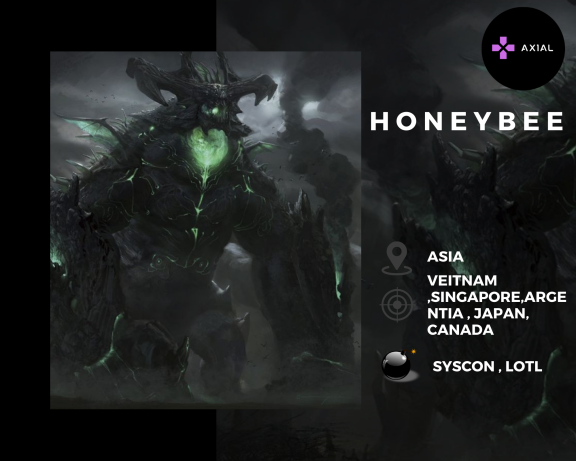 AXIAL
HONEYBEE
ASIA
VEITNAM
,SINGAPORE,ARGE
NTIA , JAPAN,
CANADA
SYSCON , LOTL